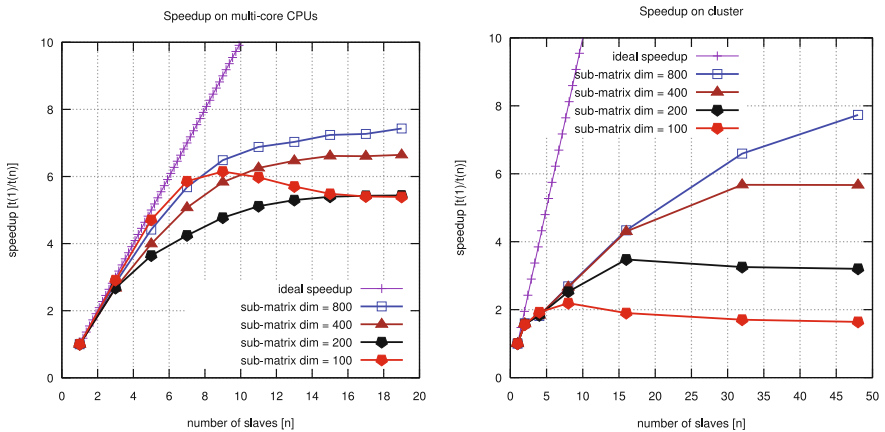 Speedup on multi-core CPUs
speedup [t(1)/t(n)]
10
8
6
4
2
0
ideal speedup
sub-matrix dim = 800
sub-matrix dim = 400
sub-matrix dim = 200
sub-matrix dim = 100
0 2 4 6 8 10 12 14 16 18 20
number of slaves [n]
Speedup on cluster
speedup [t(1)/t(n)]
10
8
6
4
2
0
ideal speedup
sub-matrix dim = 800
sub-matrix dim = 400
sub-matrix dim = 200
sub-matrix dim = 100
0 5 10 15 20 25 30 35 40 45 50
number of slaves [n]